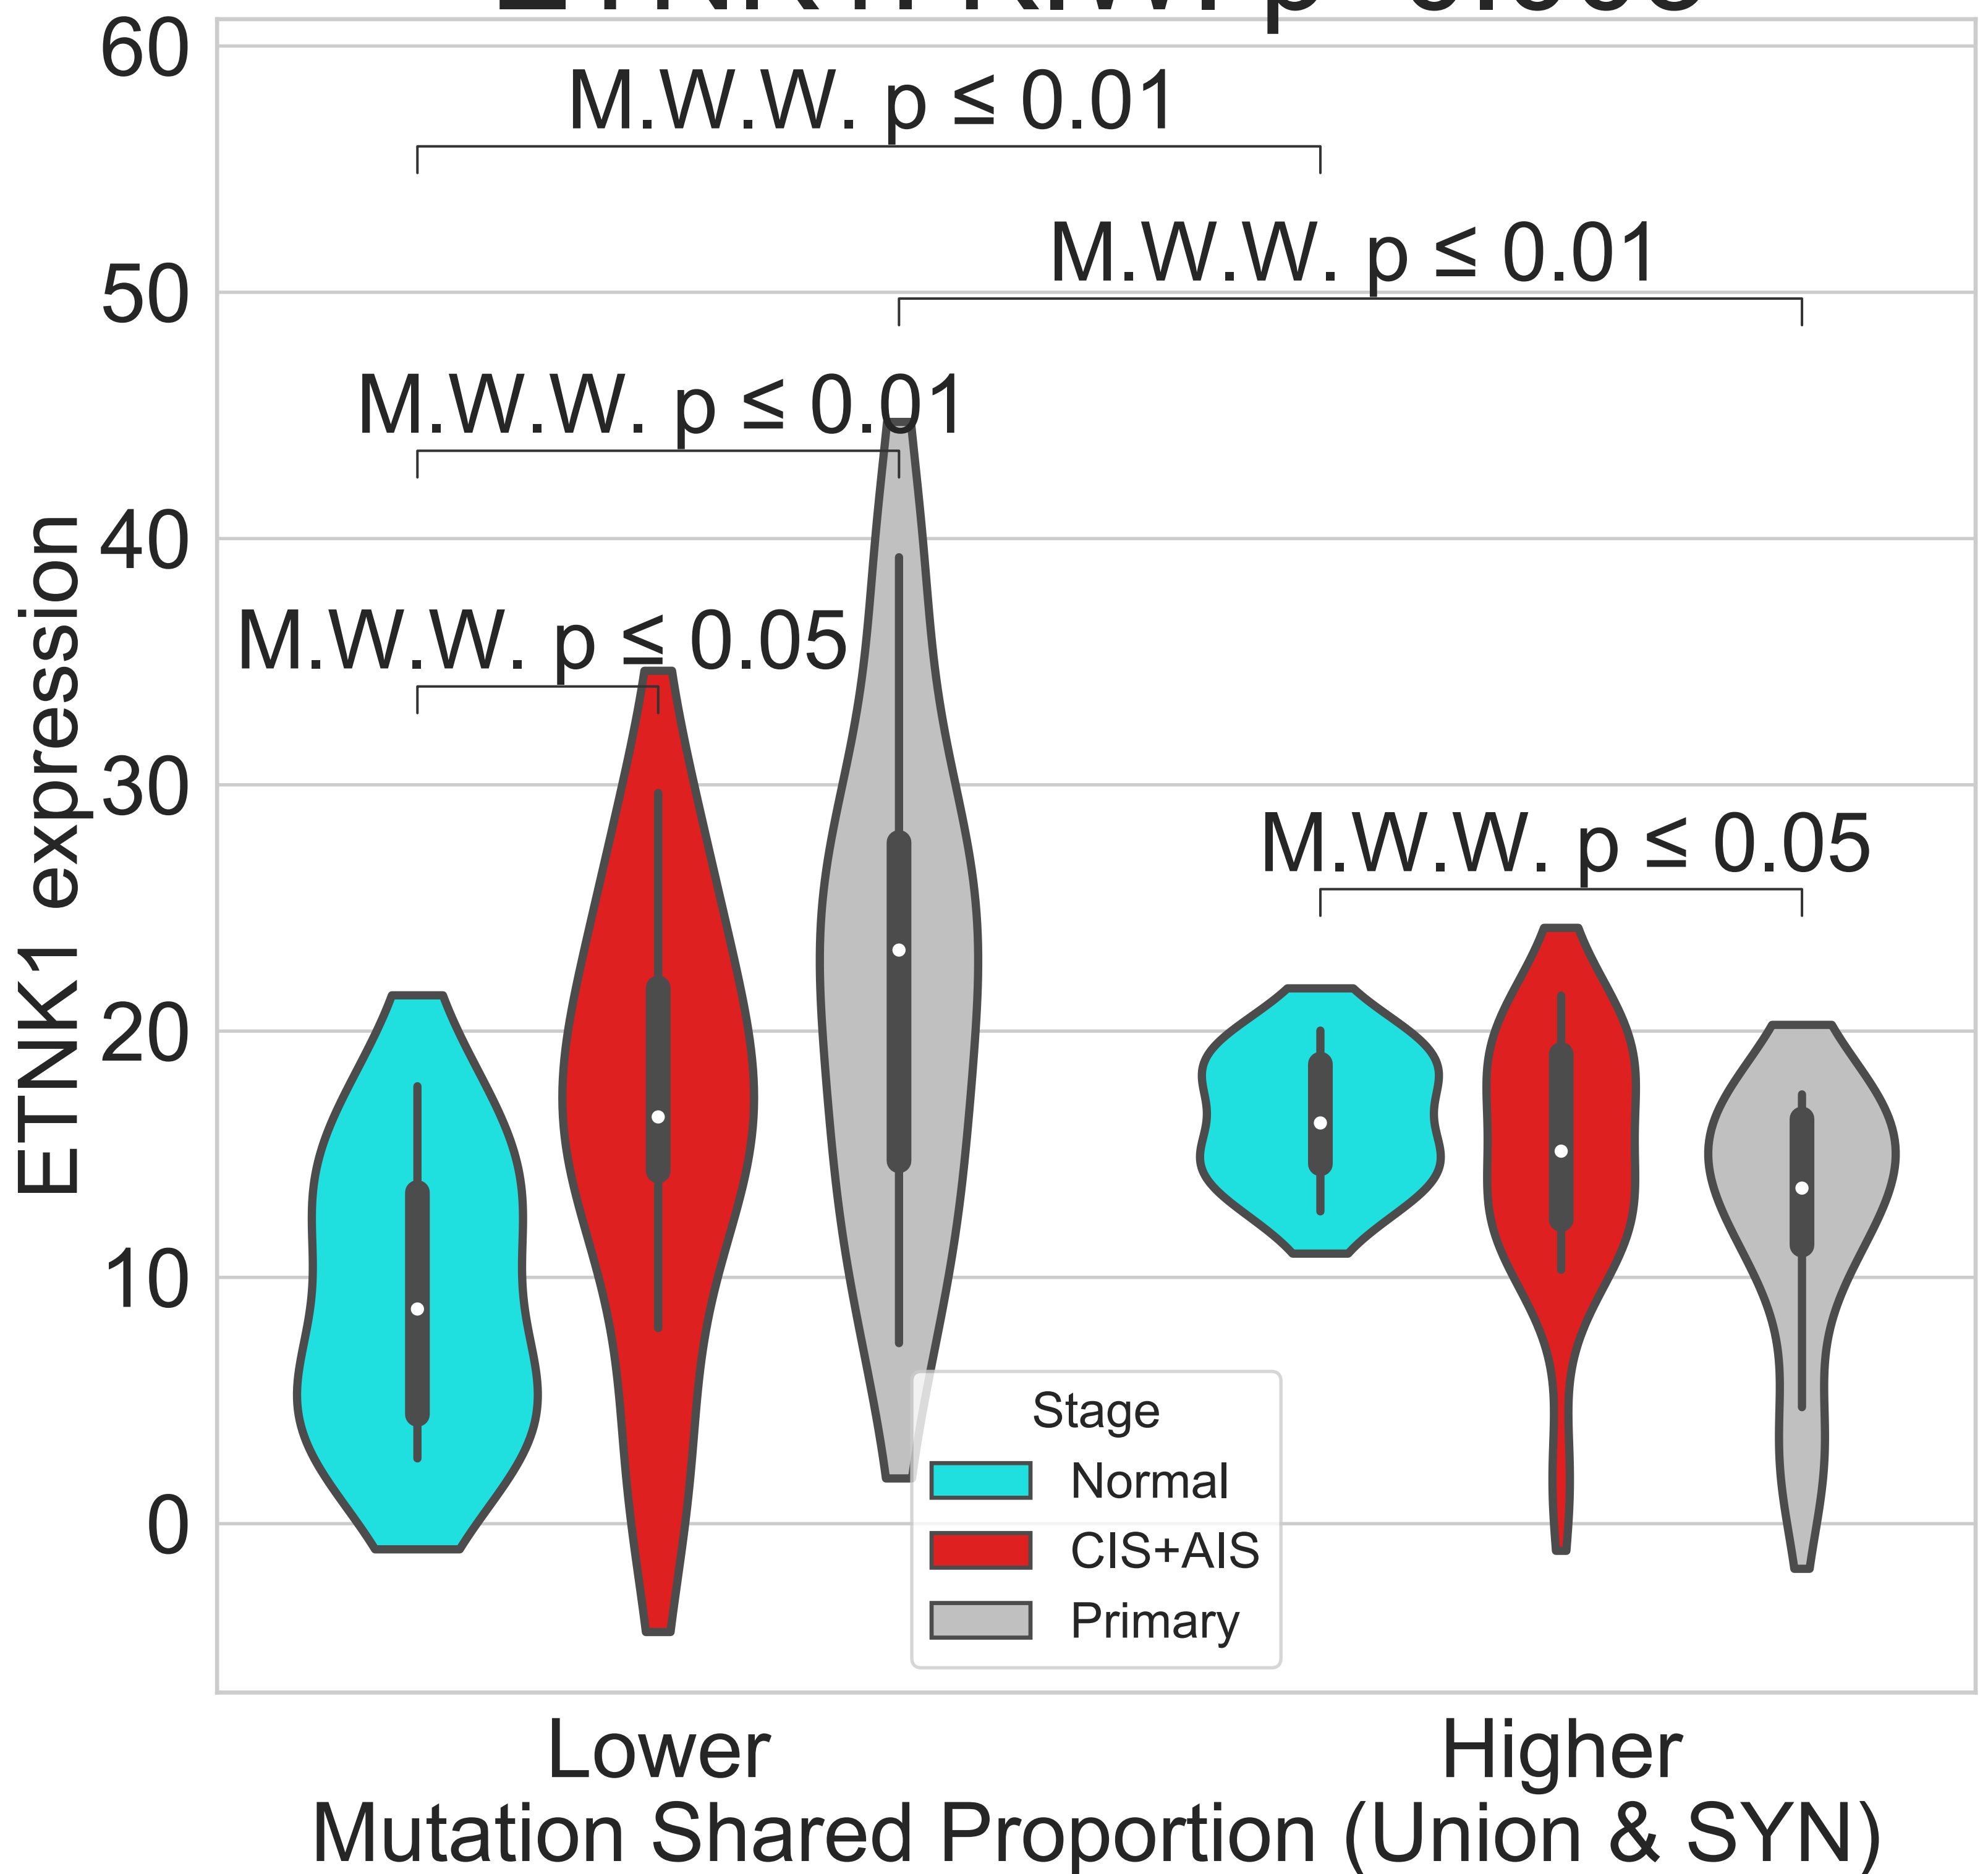 60
M.W.W. p ≤ 0.01
M.W.W. p ≤ 0.01
50
M.W.W. p ≤ 0.01
40
M.W.W. p ≤ 0.05
30
M.W.W. p ≤ 0.05
20
10
0
ETNK1 expression
Stage
Normal
CIS+AIS
Primary
Lower
Higher
Mutation Shared Proportion (Union & SYN)